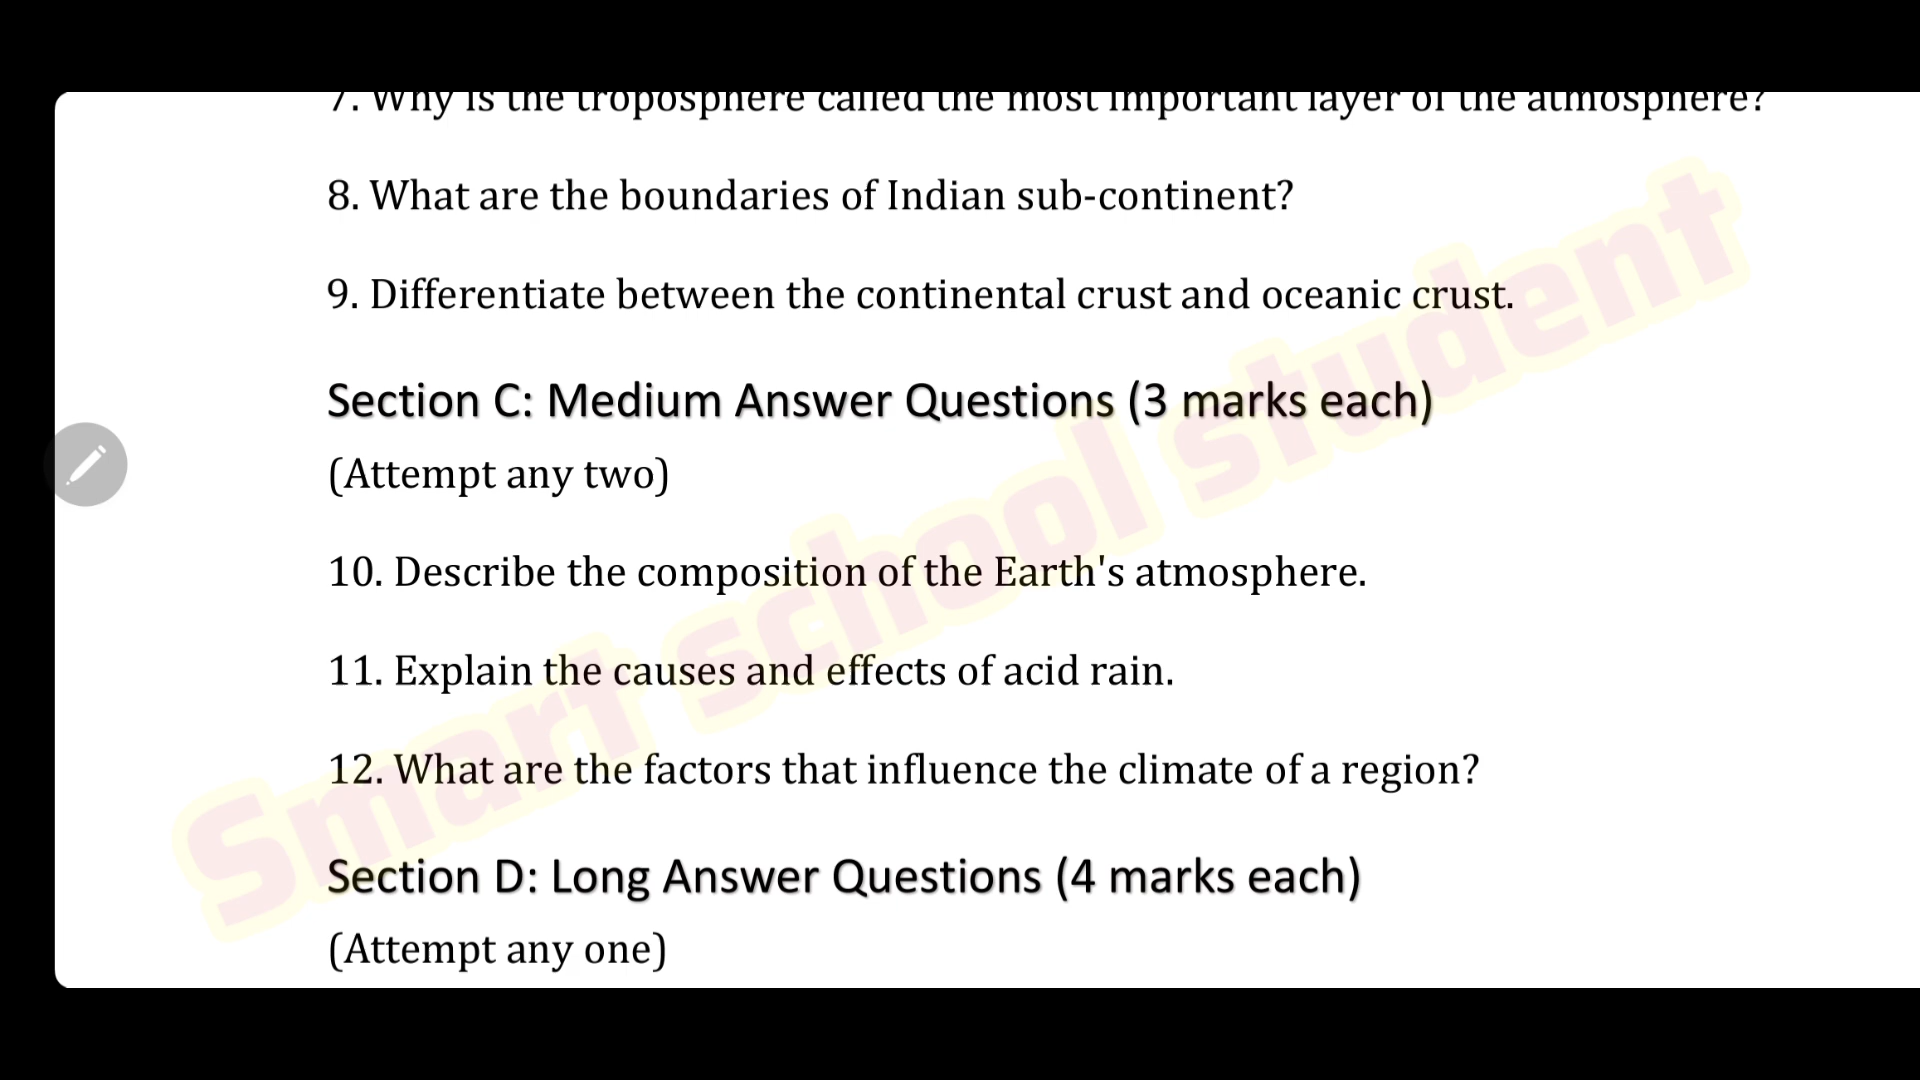 7. Why is the troposphere called the most important layer of the atmosphere?
8. What are the boundaries of Indian sub-continent?
9. Differentiate between the continental crust and oceanic crust.
Section C: Medium Answer Questions (3 marks each)
(Attempt any two)
10. Describe the composition of the Earth's atmosphere.
11. Explain the causes and effects of acid rain.
12. What are the factors that influence the climate of a region?
Section D: Long Answer Questions (4 marks each)
(Attempt any one)
Smart school student